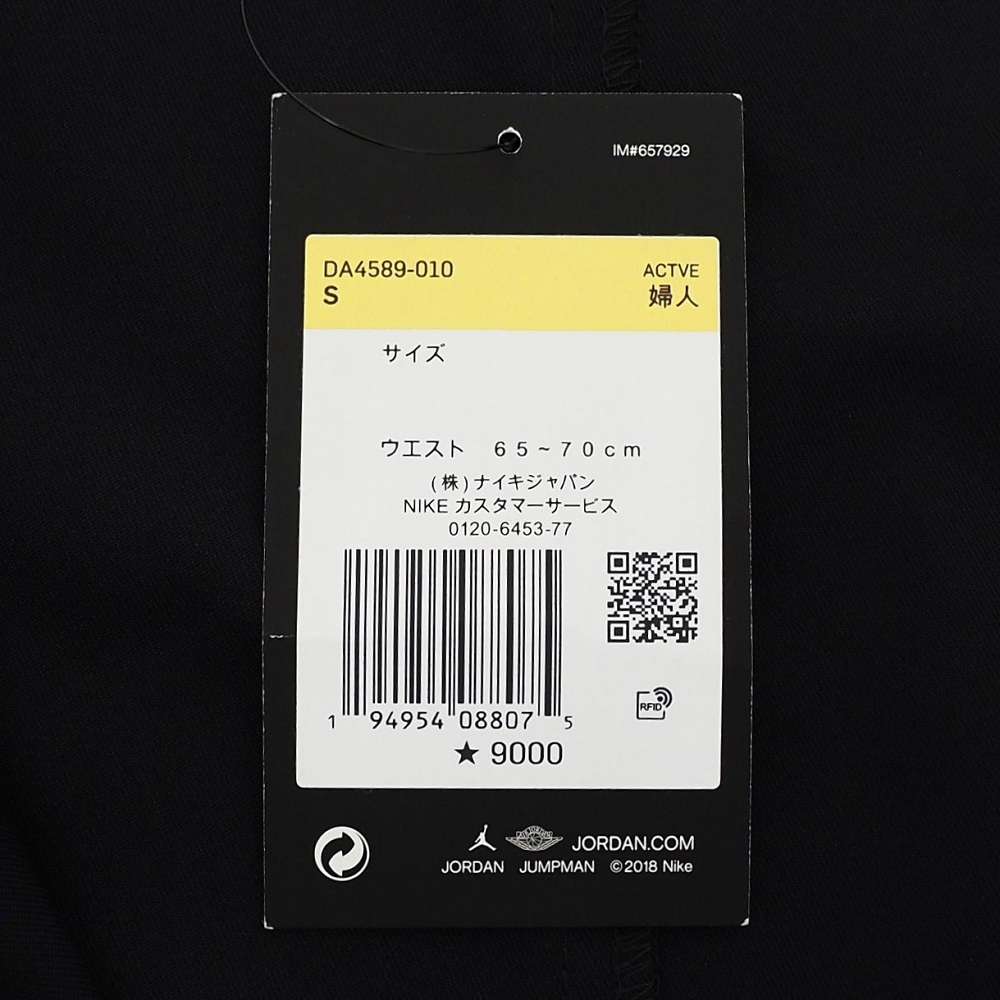 IM#657929
DA4589-010 ACTVE
S 婦人
サイズ
ウエスト 65~70cm
(株)ナイキジャパン
NIKE カスタマーサービス
0120-6453-77
RFID
1 94954 08807 5
★ 9000
AIR JORDAN
JORDAN.COM
JORDAN JUMPMAN ©2018 Nike